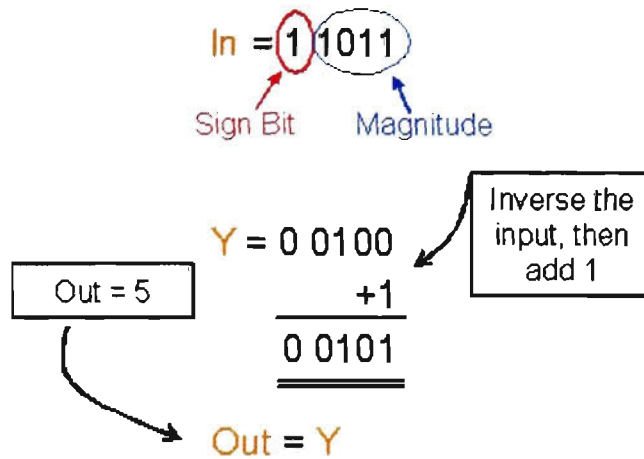 In = 1 1011
Sign Bit
Magnitude
Inverse the
input, then
add 1
Y = 0 0100
+1
0 0101
Out = 5
Out = Y